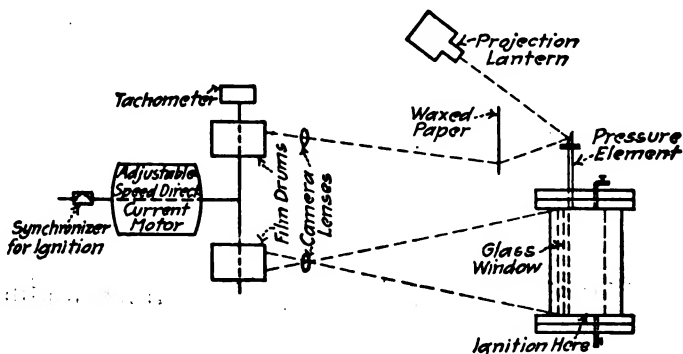 Projection
Lantern
Tachometer
Waxed
Paper
Pressure
Element
Film Drums
Camera
Lenses
Adjustable
Speed Direct
Current
Motor
Synchronizer
for Ignition
Glass
Window
Ignition Here